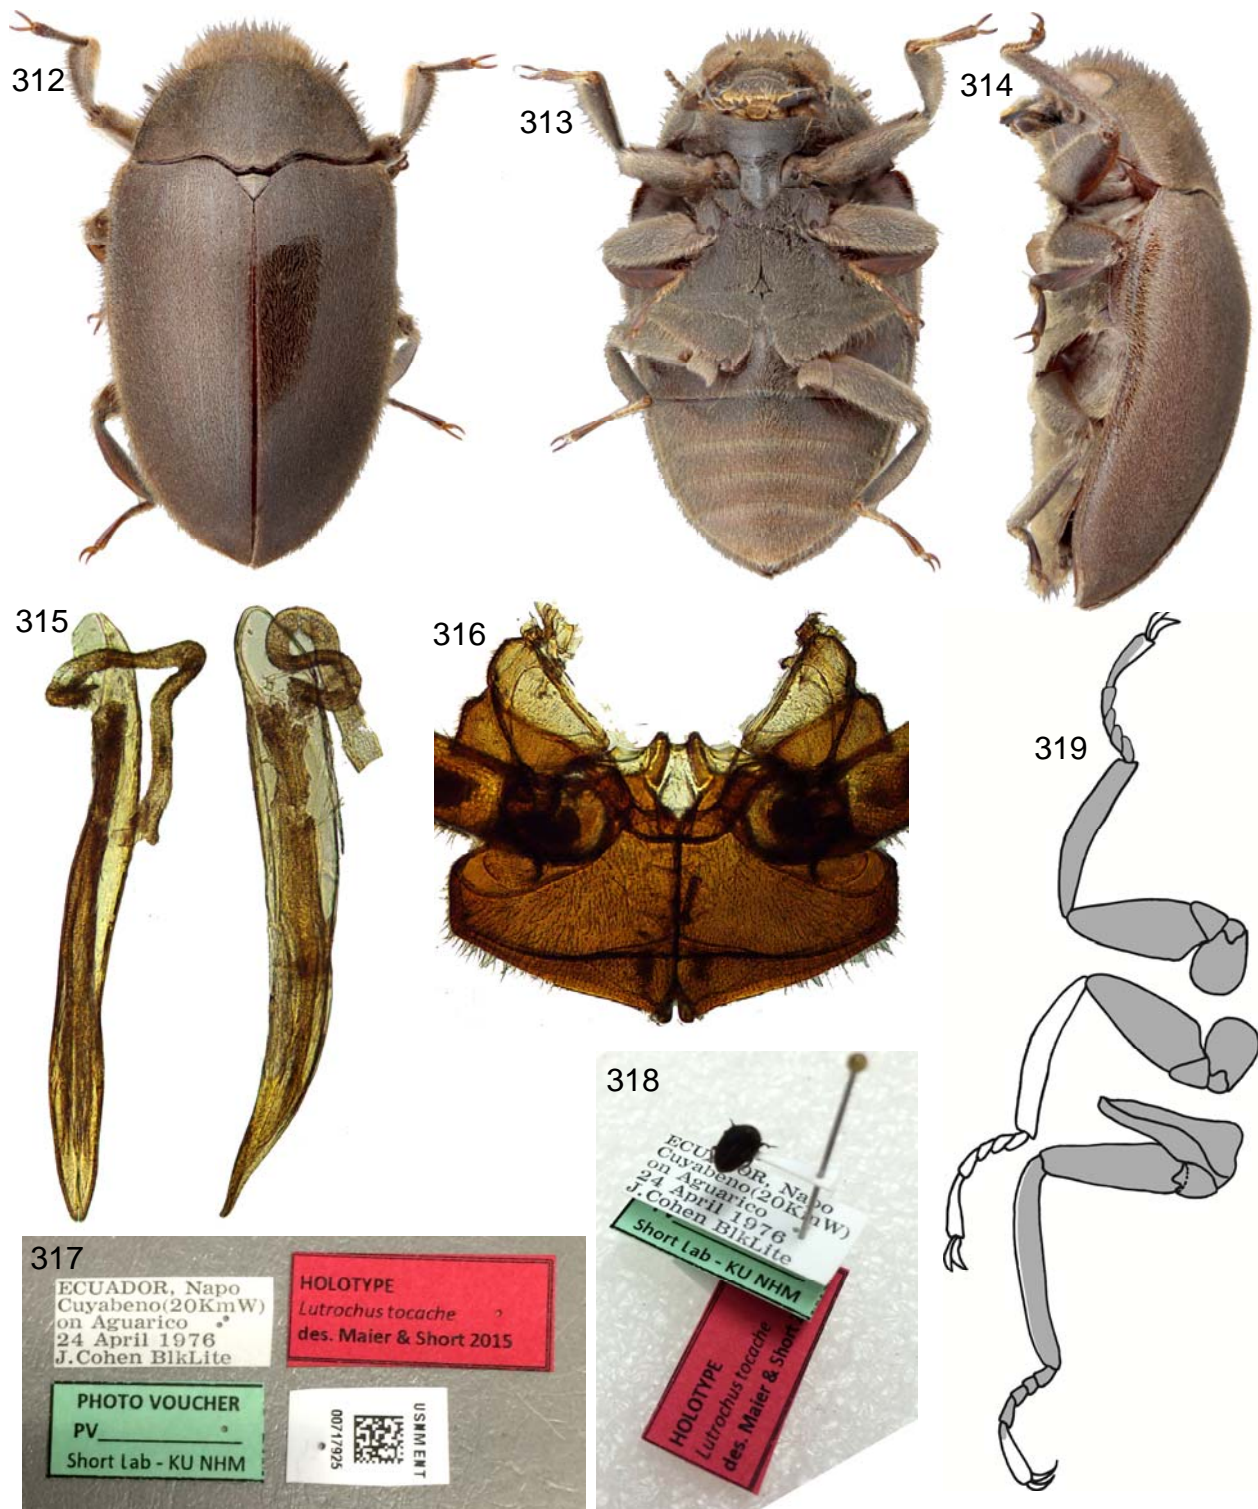 312
313
314
315
316
319
317
ECUADOR, Napo
Cuyabeno(20KmW)
on Aguarico
24 April 1976
J.Cohen BlkLite
HOLOTYPE
Lutrochus tocache
des. Maier & Short 2015
PHOTO VOUCHER
PV
Short Lab - KU NHM
USNMENT
00717925
318
ECUADOR, Napo
Cuyabeno(20KmW)
on Aguarico
24 April 1976
J.Cohen BlkLite
Short Lab - KU NHM
HOLOTYPE
Lutrochus tocache
des. Maier & Short